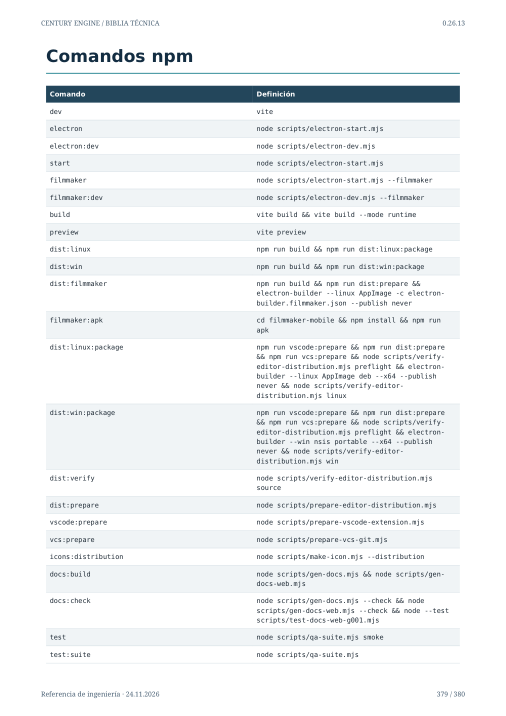 CENTURY ENGINE / BIBLIA TÉCNICA 0.26.13
Comandos npm
Comando Definición
dev vite
electron node scripts/electron-start.mjs
electron:dev node scripts/electron-dev.mjs
start node scripts/electron-start.mjs
filmmaker node scripts/electron-start.mjs --filmmaker
filmmaker:dev node scripts/electron-dev.mjs --filmmaker
build vite build && vite build --mode runtime
preview vite preview
dist:linux npm run build && npm run dist:linux:package
dist:win npm run build && npm run dist:win:package
dist:filmmaker npm run build && npm run dist:prepare &&
electron-builder --linux AppImage -c electron-
builder.filmmaker.json --publish never
filmmaker:apk cd filmmaker-mobile && npm install && npm run
apk
dist:linux:package npm run vscode:prepare && npm run dist:prepare
&& npm run vcs:prepare && node scripts/verify-
editor-distribution.mjs preflight && electron-
builder --linux AppImage deb --x64 --publish
never && node scripts/verify-editor-
distribution.mjs linux
dist:win:package npm run vscode:prepare && npm run dist:prepare
&& npm run vcs:prepare && node scripts/verify-
editor-distribution.mjs preflight && electron-
builder --win nsis portable --x64 --publish
never && node scripts/verify-editor-
distribution.mjs win
dist:verify node scripts/verify-editor-distribution.mjs
source
dist:prepare node scripts/prepare-editor-distribution.mjs
vscode:prepare node scripts/prepare-vscode-extension.mjs
vcs:prepare node scripts/prepare-vcs-git.mjs
icons:distribution node scripts/make-icon.mjs --distribution
docs:build node scripts/gen-docs.mjs && node scripts/gen-
docs-web.mjs
docs:check node scripts/gen-docs.mjs --check && node
scripts/gen-docs-web.mjs --check && node --test
scripts/test-docs-web-g001.mjs
test node scripts/qa-suite.mjs smoke
test:suite node scripts/qa-suite.mjs
Referencia de ingeniería · 24.11.2026 379 / 380